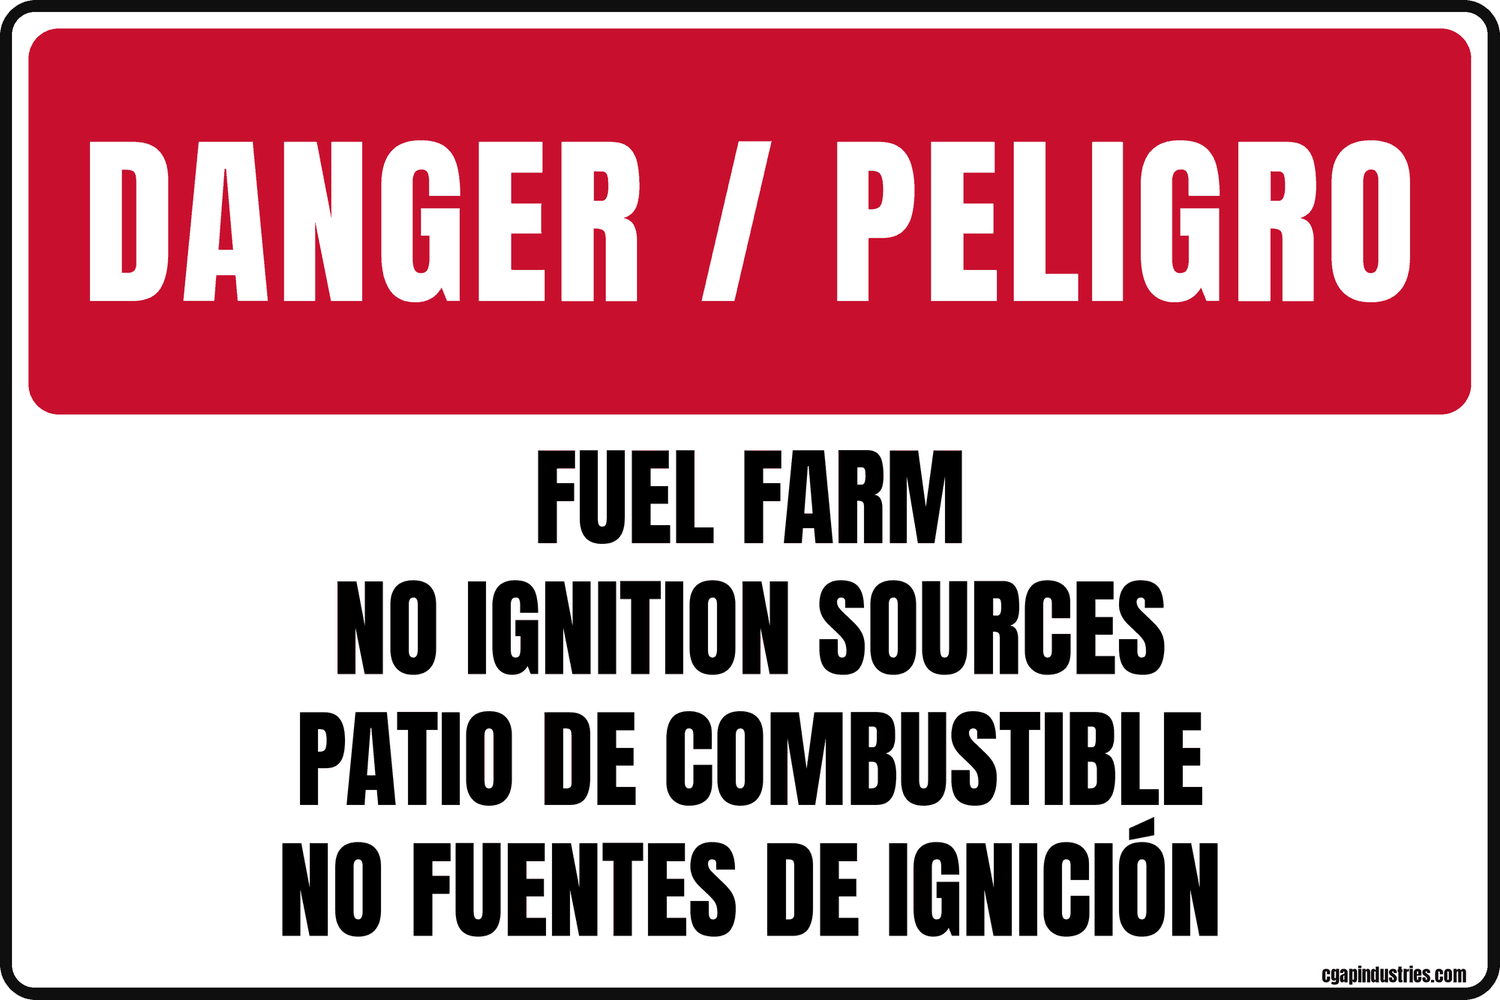 DANGER / PELIGRO
FUEL FARM
NO IGNITION SOURCES
PATIO DE COMBUSTIBLE
NO FUENTES DE IGNICIÓN
cgapindustries.com